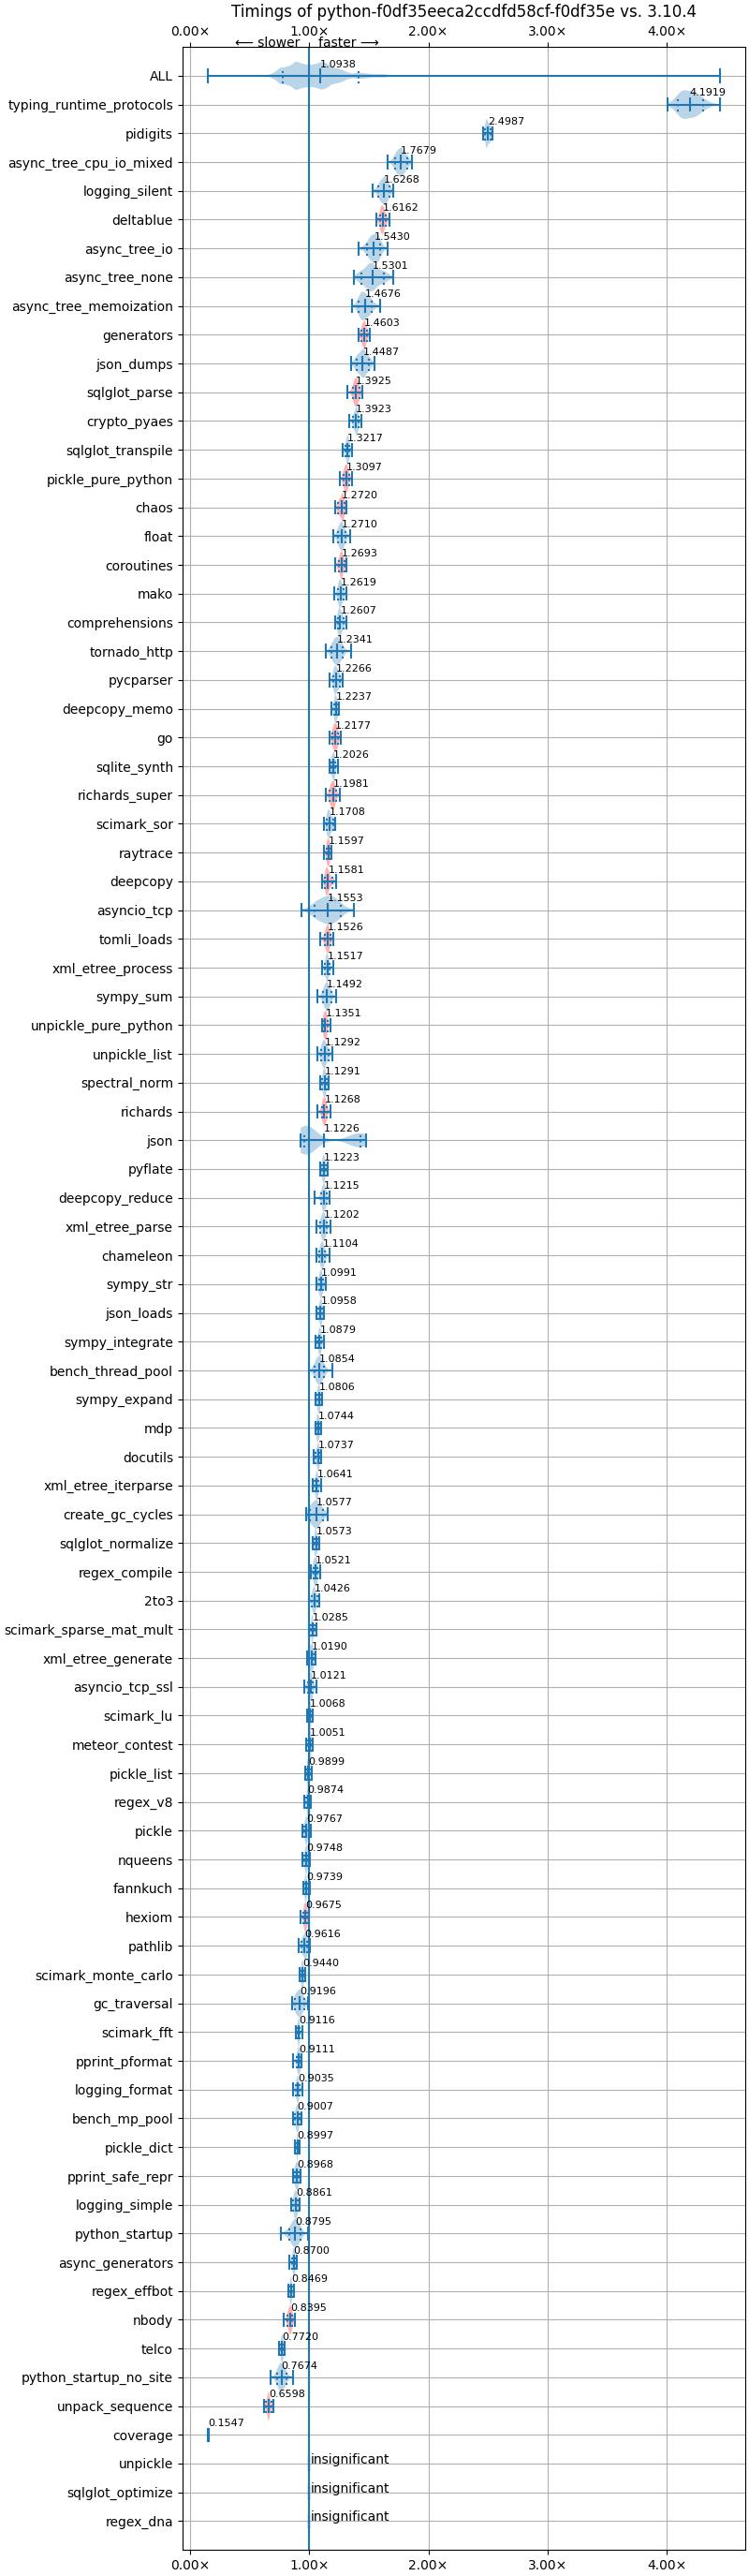 Timings of python-f0df35eeca2ccdfd58cf-f0df35e vs. 3.10.4
0.00× 1.00× 2.00× 3.00× 4.00×
⟵ slower faster ⟶
ALL 1.0938
typing_runtime_protocols 4.1919
pidigits 2.4987
async_tree_cpu_io_mixed 1.7679
logging_silent 1.6268
deltablue 1.6162
async_tree_io 1.5430
async_tree_none 1.5301
async_tree_memoization 1.4676
generators 1.4603
json_dumps 1.4487
sqlglot_parse 1.3925
crypto_pyaes 1.3923
sqlglot_transpile 1.3217
pickle_pure_python 1.3097
chaos 1.2720
float 1.2710
coroutines 1.2693
mako 1.2619
comprehensions 1.2607
tornado_http 1.2341
pycparser 1.2266
deepcopy_memo 1.2237
go 1.2177
sqlite_synth 1.2026
richards_super 1.1981
scimark_sor 1.1708
raytrace 1.1597
deepcopy 1.1581
asyncio_tcp 1.1553
tomli_loads 1.1526
xml_etree_process 1.1517
sympy_sum 1.1492
unpickle_pure_python 1.1351
unpickle_list 1.1292
spectral_norm 1.1291
richards 1.1268
json 1.1226
pyflate 1.1223
deepcopy_reduce 1.1215
xml_etree_parse 1.1202
chameleon 1.1104
sympy_str 1.0991
json_loads 1.0958
sympy_integrate 1.0879
bench_thread_pool 1.0854
sympy_expand 1.0806
mdp 1.0744
docutils 1.0737
xml_etree_iterparse 1.0641
create_gc_cycles 1.0577
sqlglot_normalize 1.0573
regex_compile 1.0521
2to3 1.0426
scimark_sparse_mat_mult 1.0285
xml_etree_generate 1.0190
asyncio_tcp_ssl 1.0121
scimark_lu 1.0068
meteor_contest 1.0051
pickle_list 0.9899
regex_v8 0.9874
pickle 0.9767
nqueens 0.9748
fannkuch 0.9739
hexiom 0.9675
pathlib 0.9616
scimark_monte_carlo 0.9440
gc_traversal 0.9196
scimark_fft 0.9116
pprint_pformat 0.9111
logging_format 0.9035
bench_mp_pool 0.9007
pickle_dict 0.8997
pprint_safe_repr 0.8968
logging_simple 0.8861
python_startup 0.8795
async_generators 0.8700
regex_effbot 0.8469
nbody 0.8395
telco 0.7720
python_startup_no_site 0.7674
unpack_sequence 0.6598
coverage 0.1547
unpickle insignificant
sqlglot_optimize insignificant
regex_dna insignificant
0.00× 1.00× 2.00× 3.00× 4.00×